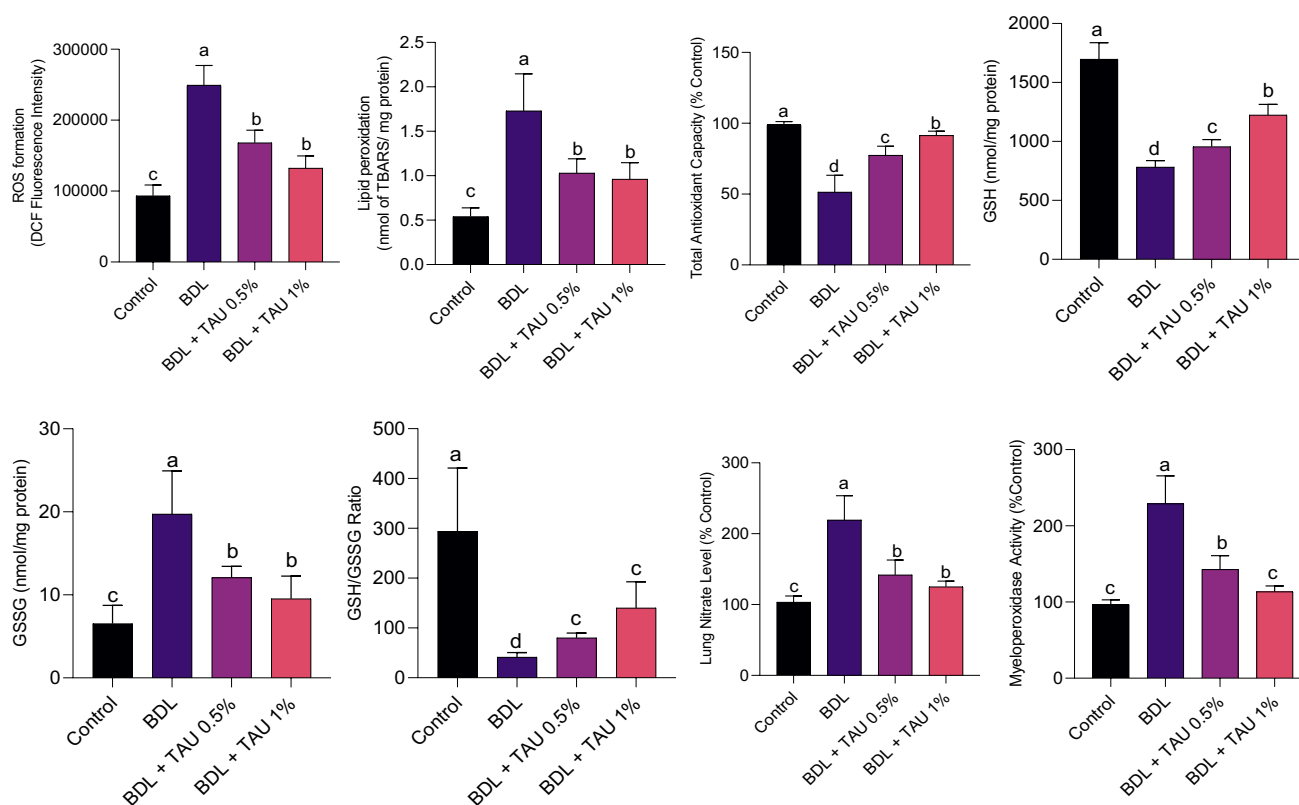 ROS formation
(DCF Fluorescence Intensity)
300000
200000
100000
0
c
a
b
b
Control
BDL
BDL + TAU 0.5%
BDL + TAU 1%
Lipid peroxidation
(nmol of TBARS/ mg protein)
2.5
2.0
1.5
1.0
0.5
0.0
c
a
b
b
Control
BDL
BDL + TAU 0.5%
BDL + TAU 1%
Total Antioxidant Capacity (% Control)
150
100
50
0
a
d
c
b
Control
BDL
BDL + TAU 0.5%
BDL + TAU 1%
GSH (nmol/mg protein)
2000
1500
1000
500
0
a
d
c
b
Control
BDL
BDL + TAU 0.5%
BDL + TAU 1%
GSSG (nmol/mg protein)
30
20
10
0
c
a
b
b
Control
BDL
BDL + TAU 0.5%
BDL + TAU 1%
GSH/GSSG Ratio
500
400
300
200
100
0
a
d
c
c
Control
BDL
BDL + TAU 0.5%
BDL + TAU 1%
Lung Nitrate Level (% Control)
300
200
150
100
50
0
c
a
b
b
Control
BDL
BDL + TAU 0.5%
BDL + TAU 1%
Myeloperoxidase Activity (%Control)
300
200
100
0
c
a
b
c
Control
BDL
BDL + TAU 0.5%
BDL + TAU 1%